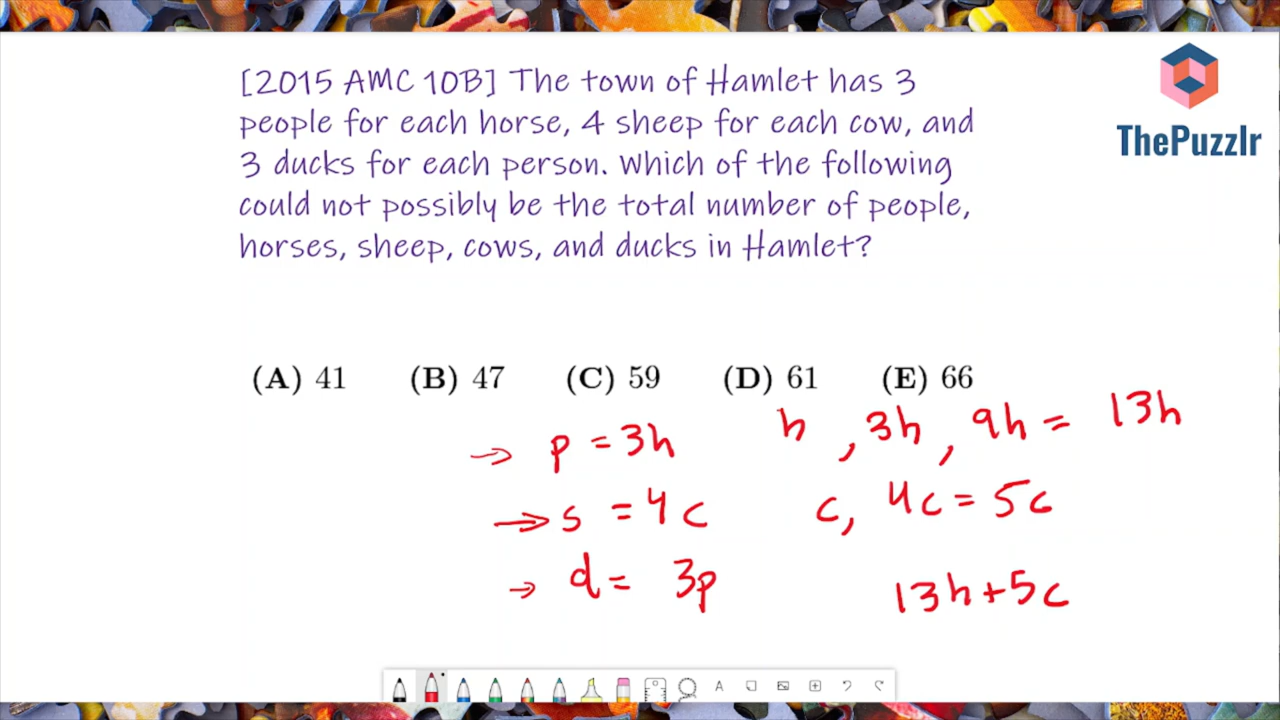 [2015 AMC 10B] The town of Hamlet has 3
people for each horse, 4 sheep for each cow, and
3 ducks for each person. Which of the following
could not possibly be the total number of people,
horses, sheep, cows, and ducks in Hamlet?
ThePuzzlr
(A) 41 (B) 47 (C) 59 (D) 61 (E) 66
→ p = 3h h, 3h, 9h = 13h
→ s = 4c c, 4c = 5c
→ d = 3p 13h+5c
A